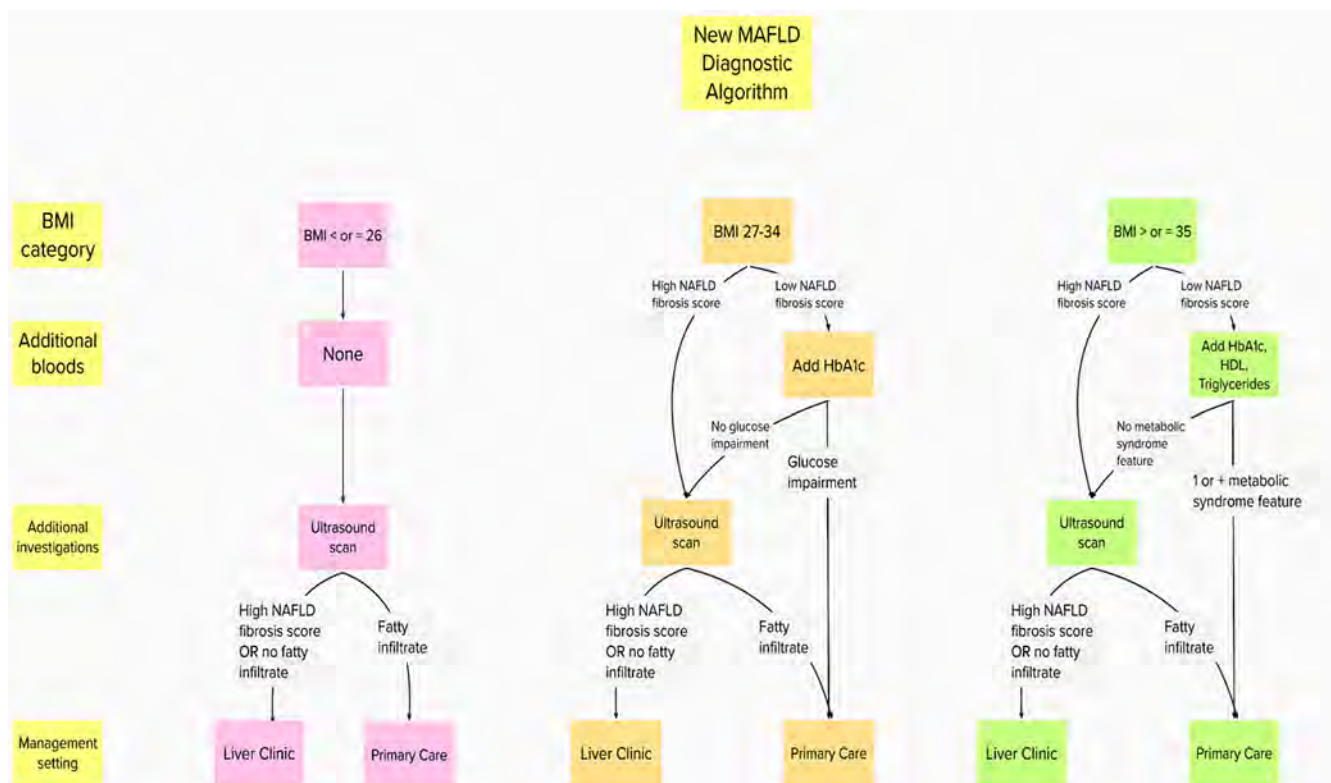 New MAFLD
Diagnostic
Algorithm
BMI
category
BMI < or = 26
BMI 27-34
BMI > or = 35
High NAFLD
fibrosis score
Low NAFLD
fibrosis score
High NAFLD
fibrosis score
Low NAFLD
fibrosis score
Additional
bloods
None
Add HbA1c
Add HbA1c,
HDL,
Triglycerides
No glucose
impairment
Glucose
impairment
No metabolic
syndrome
feature
1 or + metabolic
syndrome feature
Additional
investigations
Ultrasound
scan
Ultrasound
scan
Ultrasound
scan
High NAFLD
fibrosis score
OR no fatty
infiltrate
Fatty
infiltrate
High NAFLD
fibrosis score
OR no fatty
infiltrate
Fatty
infiltrate
High NAFLD
fibrosis score
OR no fatty
infiltrate
Fatty
infiltrate
Management
setting
Liver Clinic
Primary Care
Liver Clinic
Primary Care
Liver Clinic
Primary Care